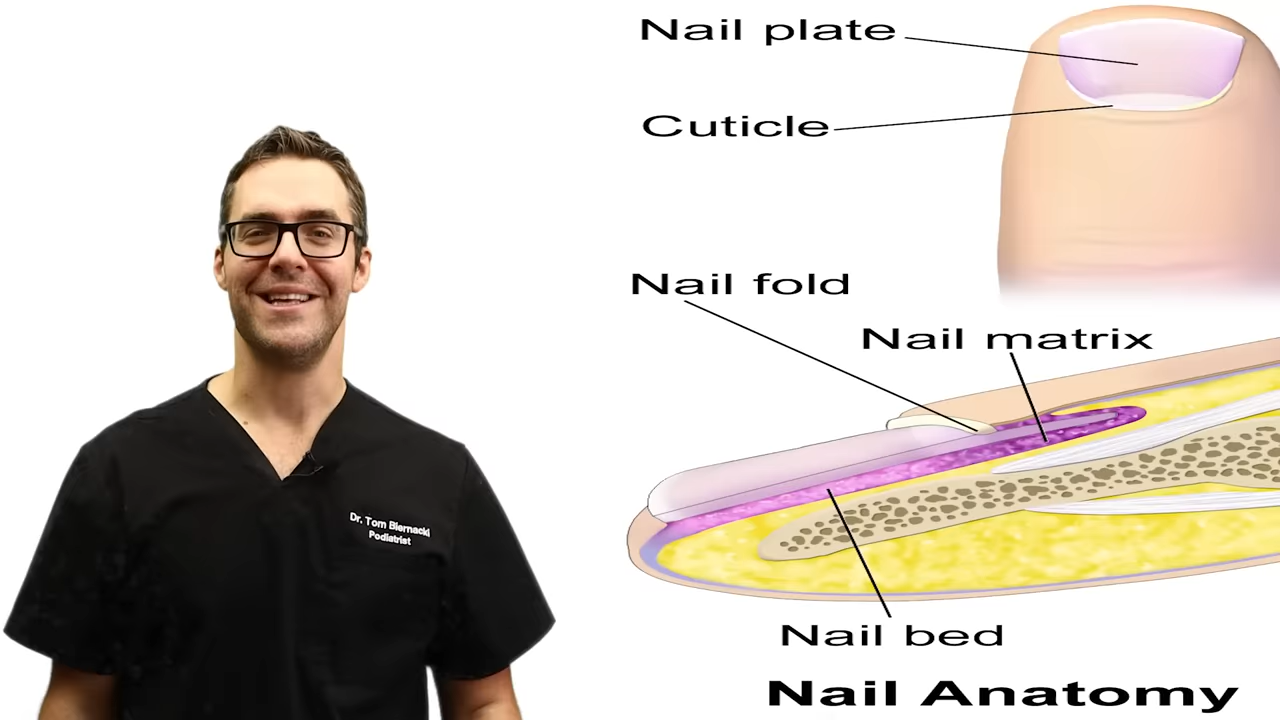 Nail plate
Cuticle
Nail fold
Nail matrix
Dr. Tom Biernacki
Podiatrist
Nail bed
Nail Anatomy